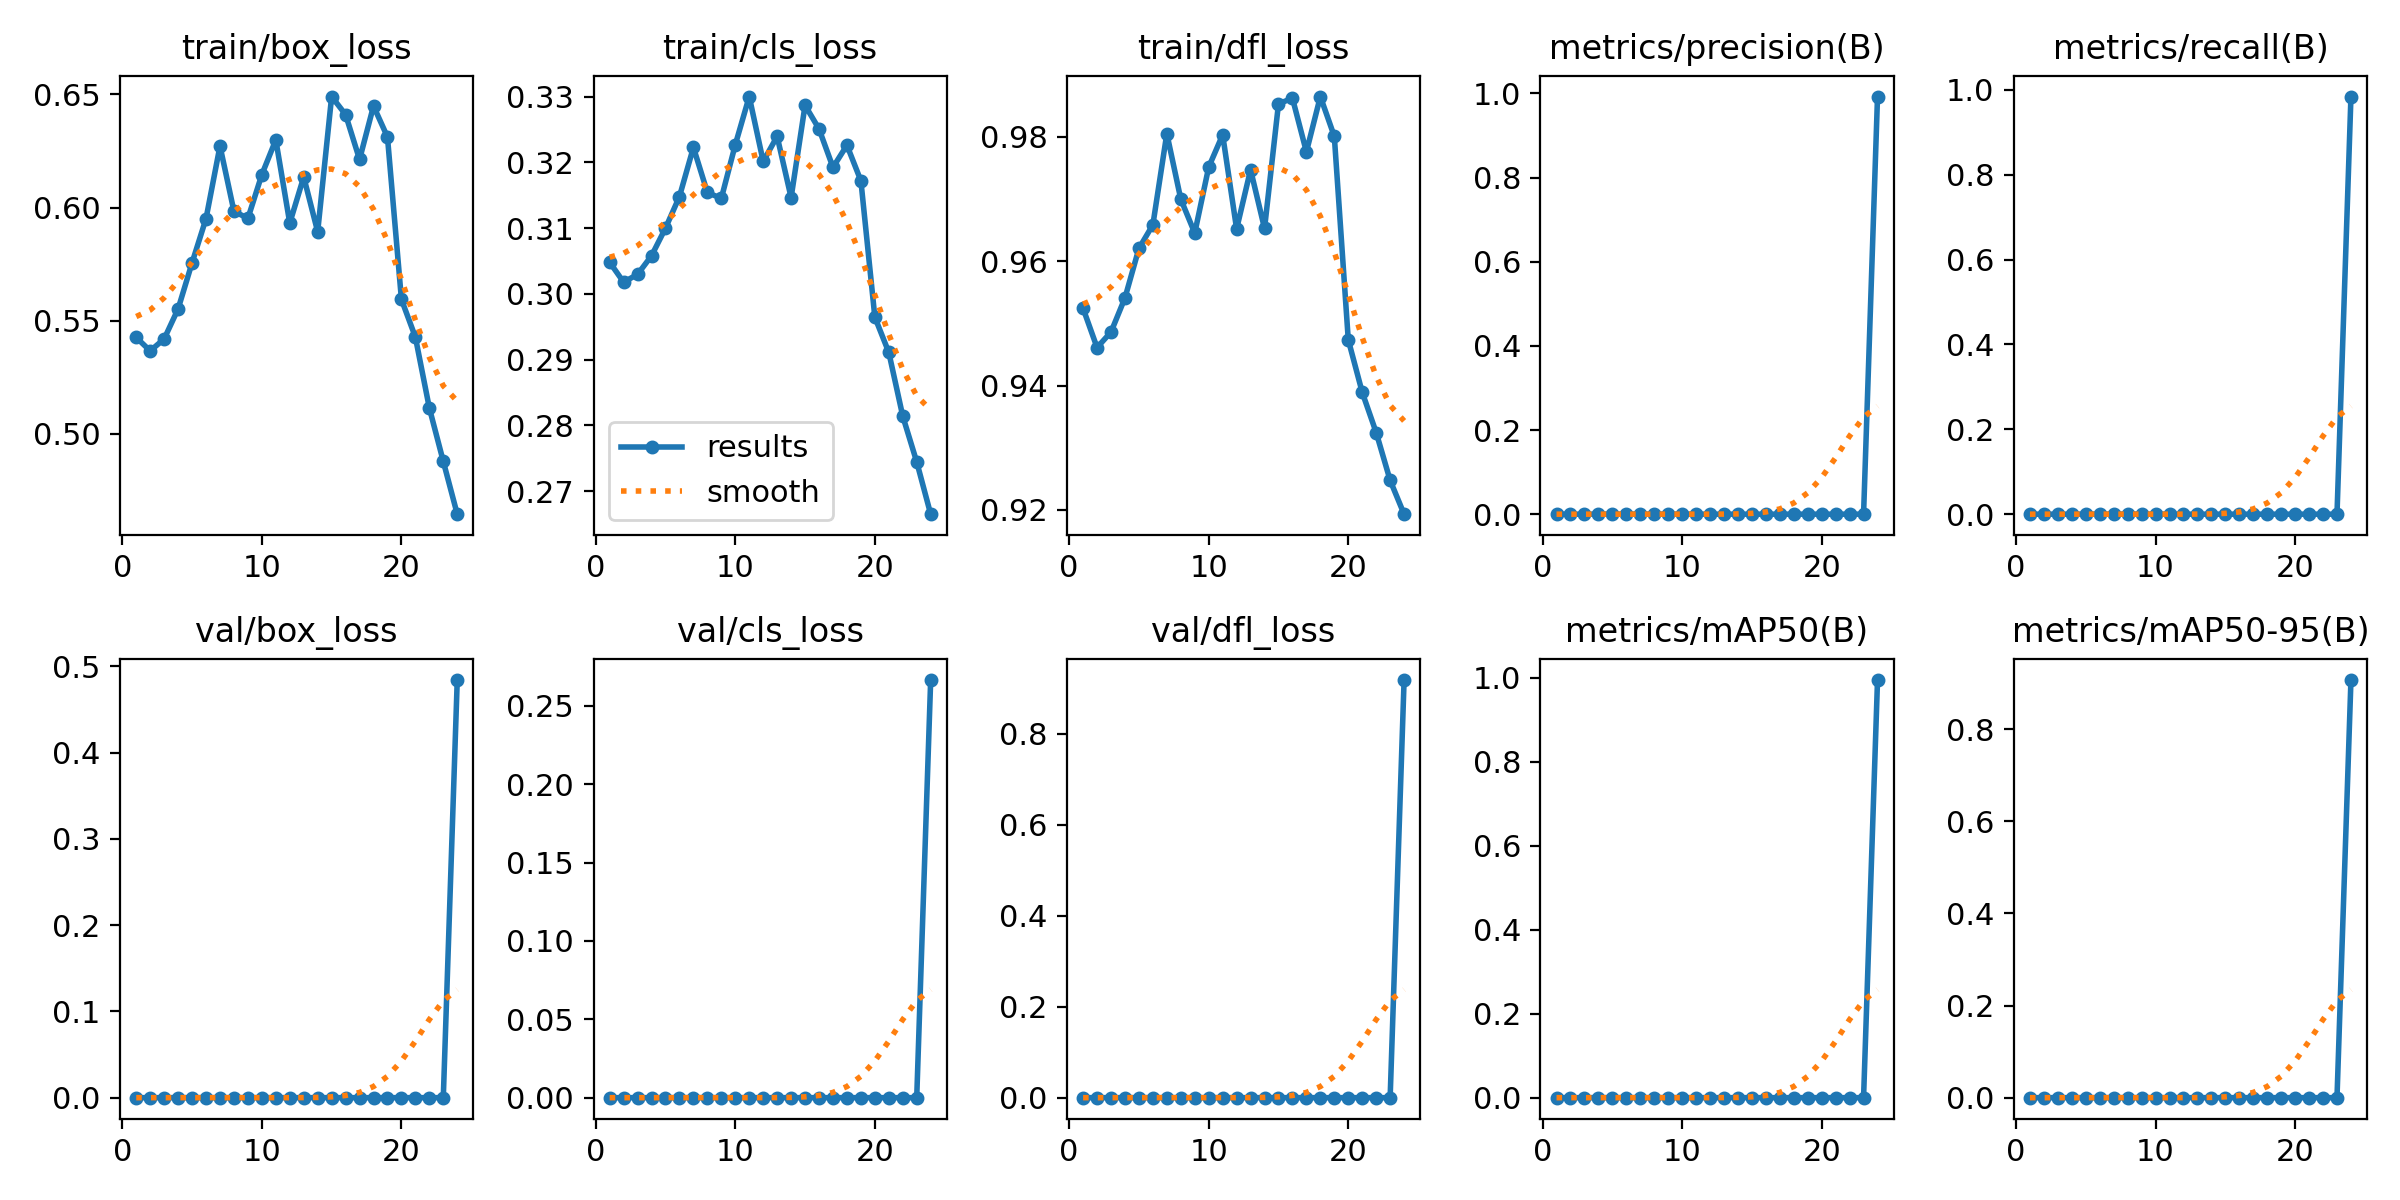 train/box_loss
0.65
0.60
0.55
0.50
0 10 20
train/cls_loss
0.33
0.32
0.31
0.30
0.29
0.28
0.27
results
smooth
0 10 20
train/dfl_loss
0.98
0.96
0.94
0.92
0 10 20
metrics/precision(B)
1.0
0.8
0.6
0.4
0.2
0.0
0 10 20
metrics/recall(B)
1.0
0.8
0.6
0.4
0.2
0.0
0 10 20
val/box_loss
0.5
0.4
0.3
0.2
0.1
0.0
0 10 20
val/cls_loss
0.25
0.20
0.15
0.10
0.05
0.00
0 10 20
val/dfl_loss
0.8
0.6
0.4
0.2
0.0
0 10 20
metrics/mAP50(B)
1.0
0.8
0.6
0.4
0.2
0.0
0 10 20
metrics/mAP50-95(B)
0.8
0.6
0.4
0.2
0.0
0 10 20